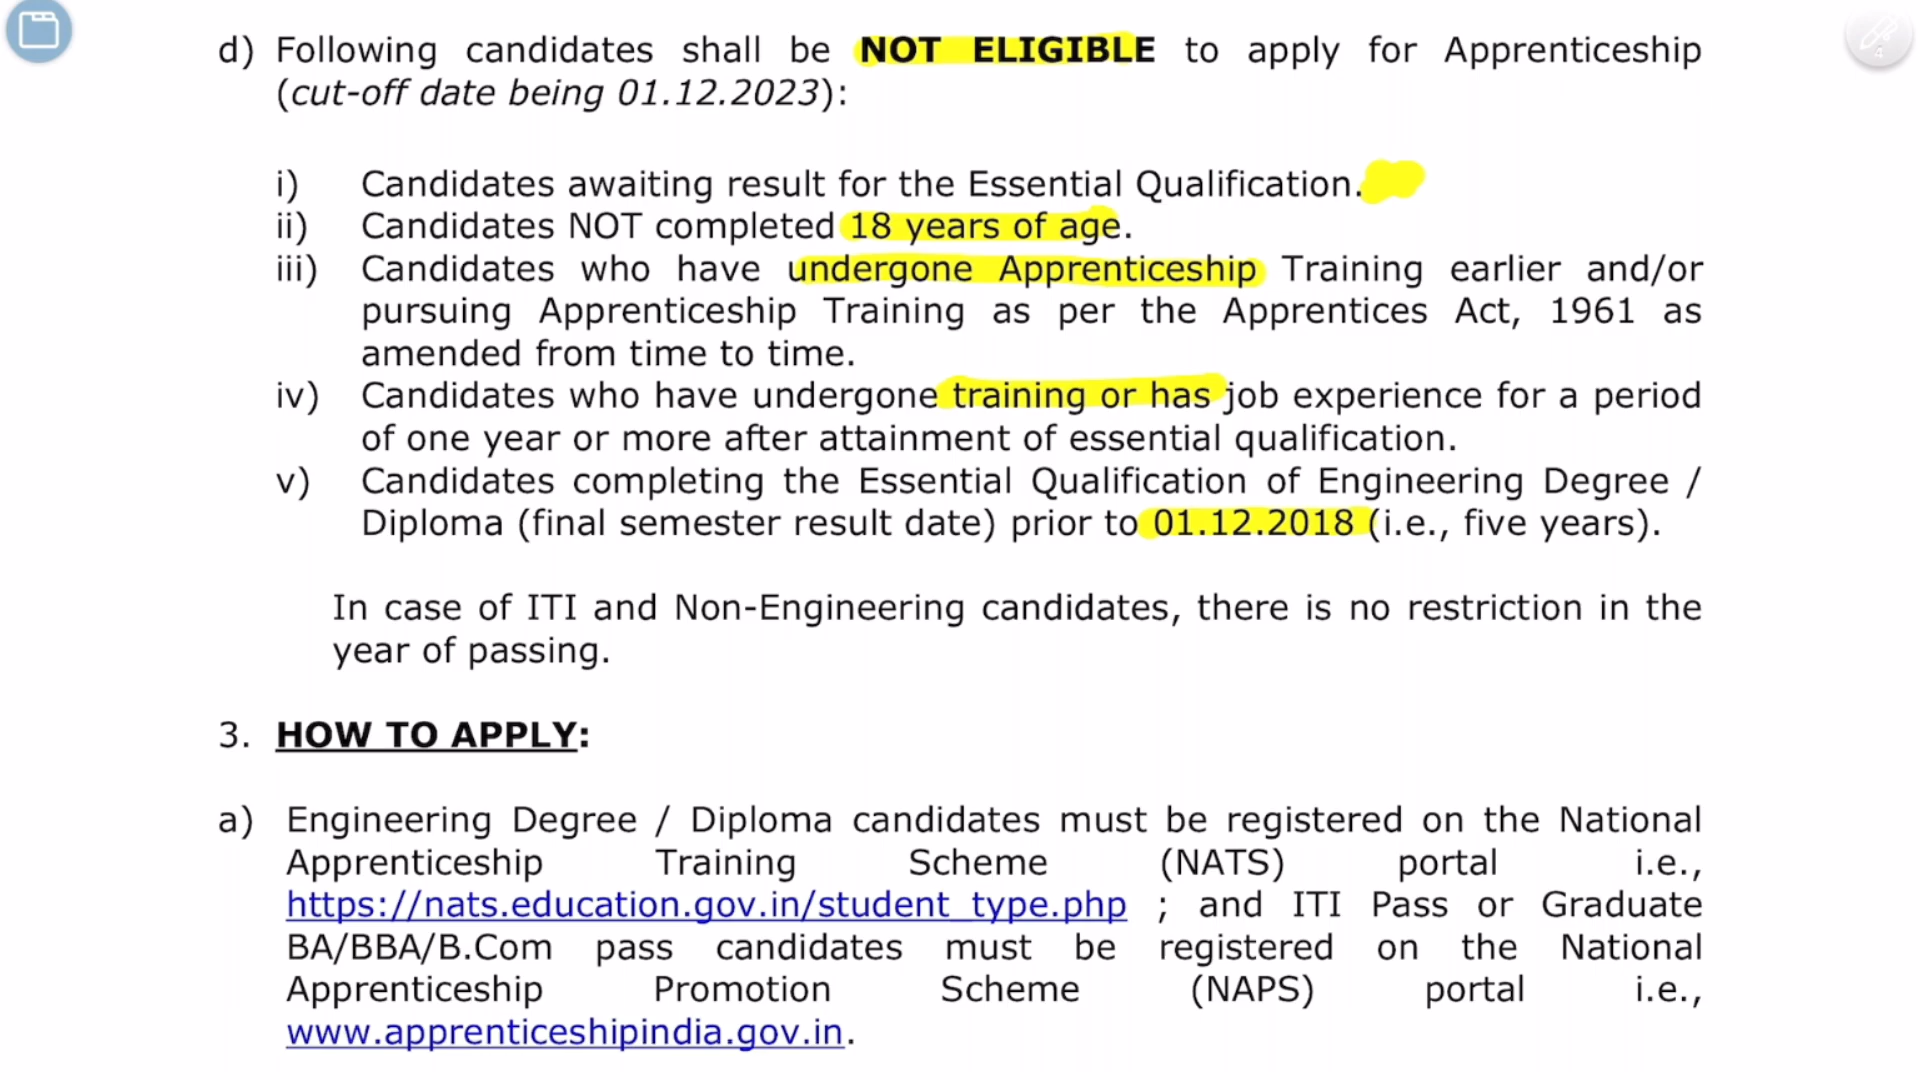 d) Following candidates shall be NOT ELIGIBLE to apply for Apprenticeship
(cut-off date being 01.12.2023):
i) Candidates awaiting result for the Essential Qualification.
ii) Candidates NOT completed 18 years of age.
iii) Candidates who have undergone Apprenticeship Training earlier and/or
pursuing Apprenticeship Training as per the Apprentices Act, 1961 as
amended from time to time.
iv) Candidates who have undergone training or has job experience for a period
of one year or more after attainment of essential qualification.
v) Candidates completing the Essential Qualification of Engineering Degree /
Diploma (final semester result date) prior to 01.12.2018 (i.e., five years).
In case of ITI and Non-Engineering candidates, there is no restriction in the
year of passing.
3. HOW TO APPLY:
a) Engineering Degree / Diploma candidates must be registered on the National
Apprenticeship Training Scheme (NATS) portal i.e.,
https://nats.education.gov.in/student_type.php ; and ITI Pass or Graduate
BA/BBA/B.Com pass candidates must be registered on the National
Apprenticeship Promotion Scheme (NAPS) portal i.e.,
www.apprenticeshipindia.gov.in.
4